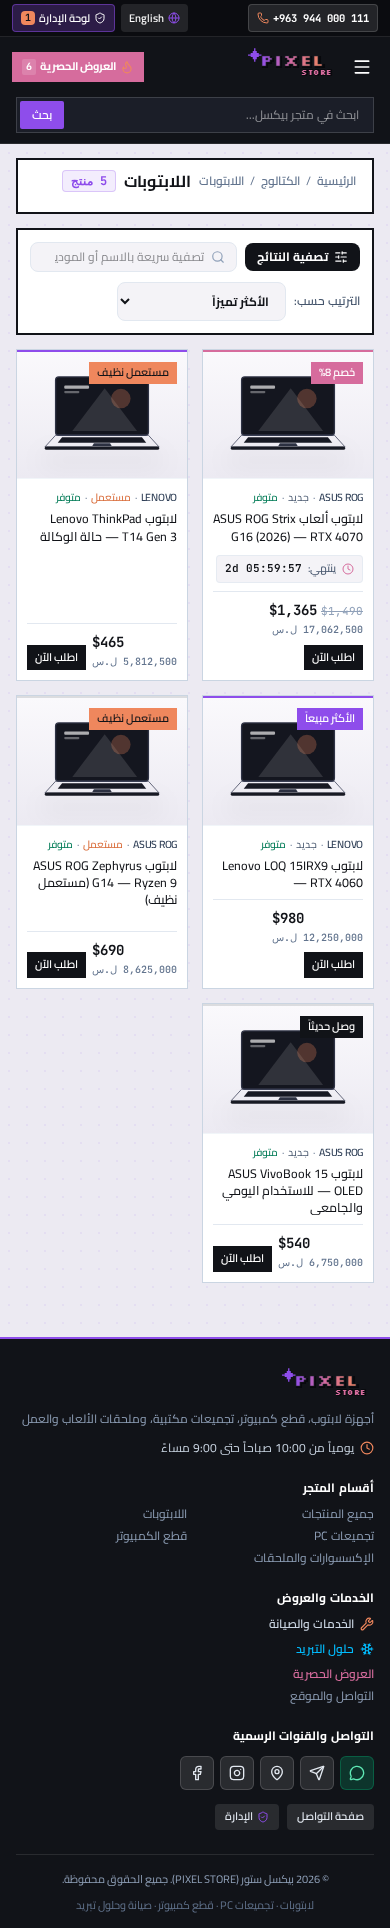 +963 944 000 111
English
لوحة الإدارة 1
PIXEL
STORE
العروض الحصرية 6
ابحث في متجر بيكسل...
بحث
الرئيسية / الكتالوج / اللابتوبات
اللابتوبات
5 منتج
تصفية النتائج
تصفية سريعة بالاسم أو الموديل
الترتيب حسب:
الأكثر تميزاً
خصم 8%
ASUS ROG · جديد · متوفر
لابتوب ألعاب ASUS ROG Strix G16 (2026) — RTX 4070
ينتهي: 2d 05:59:57
$1,365 $1,490
17,062,500 ل.س
اطلب الآن
مستعمل نظيف
LENOVO · مستعمل · متوفر
لابتوب Lenovo ThinkPad T14 Gen 3 — حالة الوكالة
$465
5,812,500 ل.س
اطلب الآن
الأكثر مبيعاً
LENOVO · جديد · متوفر
لابتوب Lenovo LOQ 15IRX9 — RTX 4060
$980
12,250,000 ل.س
اطلب الآن
مستعمل نظيف
ASUS ROG · مستعمل · متوفر
لابتوب ASUS ROG Zephyrus G14 — Ryzen 9 (مستعمل نظيف)
$690
8,625,000 ل.س
اطلب الآن
وصل حديثاً
ASUS ROG · جديد · متوفر
لابتوب ASUS VivoBook 15 OLED — للاستخدام اليومي والجامعي
$540
6,750,000 ل.س
اطلب الآن
PIXEL
STORE
أجهزة لابتوب، قطع كمبيوتر، تجميعات مكتبية، وملحقات الألعاب والعمل
يومياً من 10:00 صباحاً حتى 9:00 مساءً
أقسام المتجر
جميع المنتجات
اللابتوبات
تجميعات PC
قطع الكمبيوتر
الإكسسوارات والملحقات
الخدمات والعروض
الخدمات والصيانة
حلول التبريد
العروض الحصرية
التواصل والموقع
التواصل والقنوات الرسمية
صفحة التواصل
الإدارة
© 2026 بيكسل ستور (PIXEL STORE). جميع الحقوق محفوظة.
لابتوبات · تجميعات PC · قطع كمبيوتر · صيانة وحلول تبريد